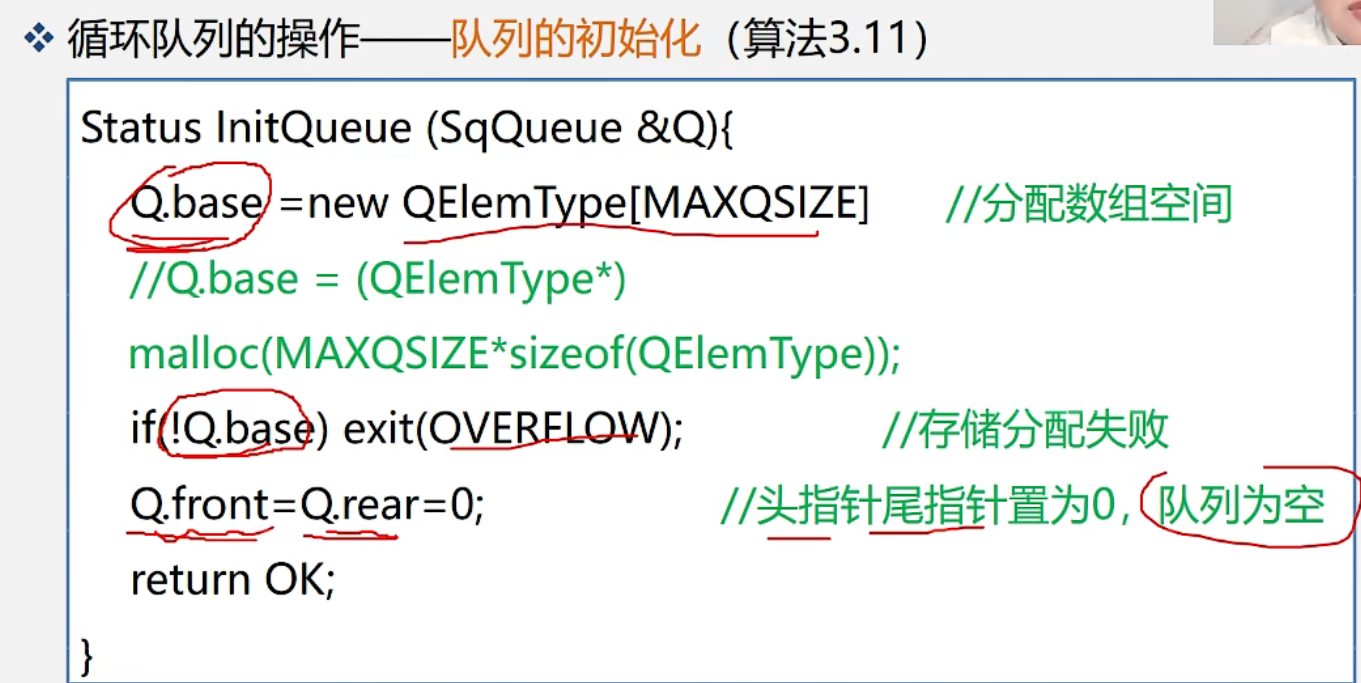 循环队列的操作——队列的初始化（算法3.11）
Status InitQueue (SqQueue &Q){
Q.base =new QElemType[MAXQSIZE] //分配数组空间
//Q.base = (QElemType*)
malloc(MAXQSIZE*sizeof(QElemType));
if(!Q.base) exit(OVERFLOW); //存储分配失败
Q.front=Q.rear=0; //头指针尾指针置为0，队列为空
return OK;
}